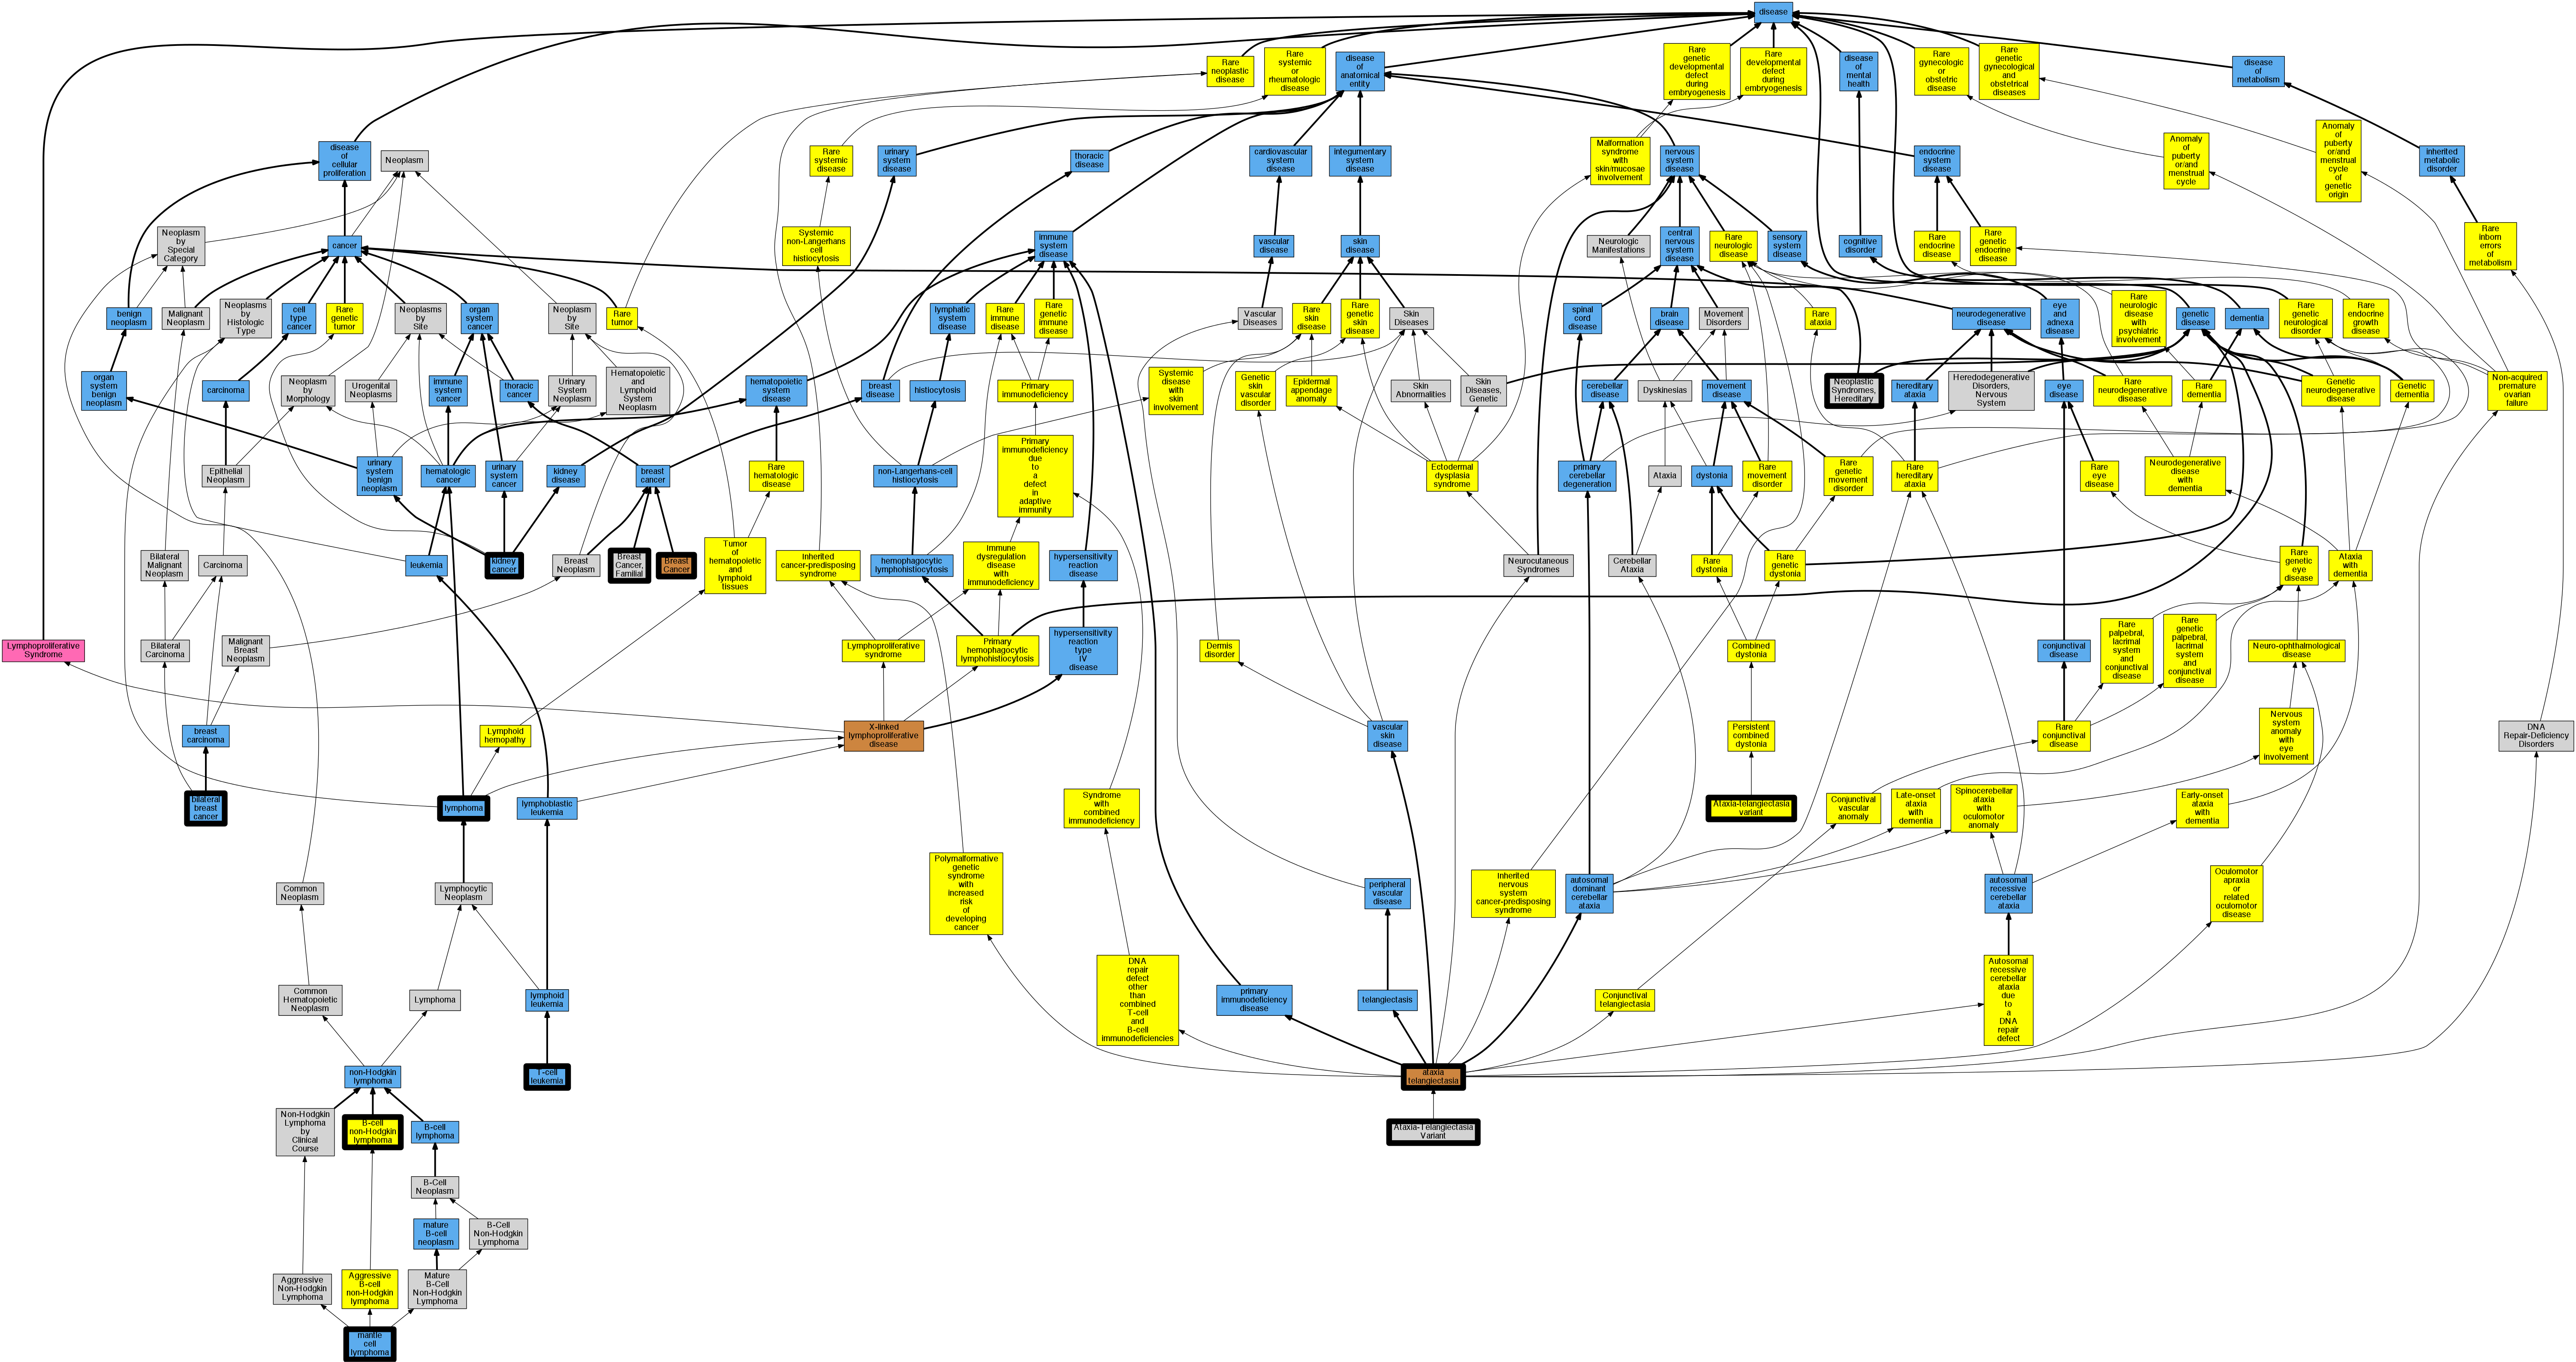 disease
Rare
neoplastic
disease
Rare
systemic
or
rheumatologic
disease
disease
of
anatomical
entity
Rare
genetic
developmental
defect
during
embryogenesis
Rare
developmental
defect
during
embryogenesis
disease
of
mental
health
Rare
gynecologic
or
obstetric
disease
Rare
genetic
gynecological
and
obstetrical
diseases
disease
of
metabolism
disease
of
cellular
proliferation
Neoplasm
Rare
systemic
disease
urinary
system
disease
thoracic
disease
cardiovascular
system
disease
integumentary
system
disease
Malformation
syndrome
with
skin/mucosae
involvement
nervous
system
disease
endocrine
system
disease
Anomaly
of
puberty
or/and
menstrual
cycle
Anomaly
of
puberty
or/and
menstrual
cycle
of
genetic
origin
inherited
metabolic
disorder
Neoplasm
by
Special
Category
cancer
Systemic
non-Langerhans
cell
histiocytosis
immune
system
disease
vascular
disease
skin
disease
Neurologic
Manifestations
central
nervous
system
disease
Rare
neurologic
disease
sensory
system
disease
cognitive
disorder
Rare
endocrine
disease
Rare
genetic
endocrine
disease
Rare
inborn
errors
of
metabolism
benign
neoplasm
Malignant
Neoplasm
Neoplasms
by
Histologic
Type
cell
type
cancer
Rare
genetic
tumor
Neoplasms
by
Site
organ
system
cancer
Neoplasm
by
Site
Rare
tumor
lymphatic
system
disease
Rare
immune
disease
Rare
genetic
immune
disease
Vascular
Diseases
Rare
skin
disease
Rare
genetic
skin
disease
Skin
Diseases
spinal
cord
disease
brain
disease
Movement
Disorders
Rare
ataxia
neurodegenerative
disease
eye
and
adnexa
disease
Rare
neurologic
disease
with
psychiatric
involvement
genetic
disease
dementia
Rare
genetic
neurological
disorder
Rare
endocrine
growth
disease
organ
system
benign
neoplasm
carcinoma
Neoplasm
by
Morphology
Urogenital
Neoplasms
immune
system
cancer
thoracic
cancer
Urinary
System
Neoplasm
Hematopoietic
and
Lymphoid
System
Neoplasm
hematopoietic
system
disease
breast
disease
histiocytosis
Primary
immunodeficiency
Systemic
disease
with
skin
involvement
Genetic
skin
vascular
disorder
Epidermal
appendage
anomaly
Skin
Abnormalities
Skin
Diseases,
Genetic
cerebellar
disease
Dyskinesias
movement
disease
Neoplastic
Syndromes,
Hereditary
hereditary
ataxia
Heredodegenerative
Disorders,
Nervous
System
eye
disease
Rare
neurodegenerative
disease
Rare
dementia
Genetic
neurodegenerative
disease
Genetic
dementia
Non-acquired
premature
ovarian
failure
Epithelial
Neoplasm
urinary
system
benign
neoplasm
hematologic
cancer
urinary
system
cancer
kidney
disease
breast
cancer
Rare
hematologic
disease
non-Langerhans-cell
histiocytosis
Primary
immunodeficiency
due
to
a
defect
in
adaptive
immunity
Ectodermal
dysplasia
syndrome
primary
cerebellar
degeneration
Ataxia
dystonia
Rare
movement
disorder
Rare
genetic
movement
disorder
Rare
hereditary
ataxia
Rare
eye
disease
Neurodegenerative
disease
with
dementia
Bilateral
Malignant
Neoplasm
Carcinoma
leukemia
kidney
cancer
Breast
Neoplasm
Breast
Cancer,
Familial
Breast
Cancer
Tumor
of
hematopoietic
and
lymphoid
tissues
Inherited
cancer-predisposing
syndrome
hemophagocytic
lymphohistiocytosis
Immune
dysregulation
disease
with
immunodeficiency
hypersensitivity
reaction
disease
Neurocutaneous
Syndromes
Cerebellar
Ataxia
Rare
dystonia
Rare
genetic
dystonia
Rare
genetic
eye
disease
Ataxia
with
dementia
Lymphoproliferative
Syndrome
Bilateral
Carcinoma
Malignant
Breast
Neoplasm
Lymphoproliferative
syndrome
Primary
hemophagocytic
lymphohistiocytosis
hypersensitivity
reaction
type
IV
disease
Dermis
disorder
Combined
dystonia
conjunctival
disease
Rare
palpebral,
lacrimal
system
and
conjunctival
disease
Rare
genetic
palpebral,
lacrimal
system
and
conjunctival
disease
Neuro-ophthalmological
disease
breast
carcinoma
Lymphoid
hemopathy
X-linked
lymphoproliferative
disease
vascular
skin
disease
Persistent
combined
dystonia
Rare
conjunctival
disease
Nervous
system
anomaly
with
eye
involvement
DNA
Repair-Deficiency
Disorders
bilateral
breast
cancer
lymphoma
lymphoblastic
leukemia
Syndrome
with
combined
immunodeficiency
Ataxia-telangiectasia
variant
Conjunctival
vascular
anomaly
Late-onset
ataxia
with
dementia
Spinocerebellar
ataxia
with
oculomotor
anomaly
Early-onset
ataxia
with
dementia
Common
Neoplasm
Lymphocytic
Neoplasm
Polymalformative
genetic
syndrome
with
increased
risk
of
developing
cancer
peripheral
vascular
disease
Inherited
nervous
system
cancer-predisposing
syndrome
autosomal
dominant
cerebellar
ataxia
autosomal
recessive
cerebellar
ataxia
Oculomotor
apraxia
or
related
oculomotor
disease
Common
Hematopoietic
Neoplasm
Lymphoma
lymphoid
leukemia
DNA
repair
defect
other
than
combined
T-cell
and
B-cell
immunodeficiencies
primary
immunodeficiency
disease
telangiectasis
Conjunctival
telangiectasia
Autosomal
recessive
cerebellar
ataxia
due
to
a
DNA
repair
defect
non-Hodgkin
lymphoma
T-cell
leukemia
ataxia
telangiectasia
Non-Hodgkin
Lymphoma
by
Clinical
Course
B-cell
non-Hodgkin
lymphoma
B-cell
lymphoma
Ataxia-Telangiectasia
Variant
B-Cell
Neoplasm
mature
B-cell
neoplasm
B-Cell
Non-Hodgkin
Lymphoma
Aggressive
Non-Hodgkin
Lymphoma
Aggressive
B-cell
non-Hodgkin
lymphoma
Mature
B-Cell
Non-Hodgkin
Lymphoma
mantle
cell
lymphoma